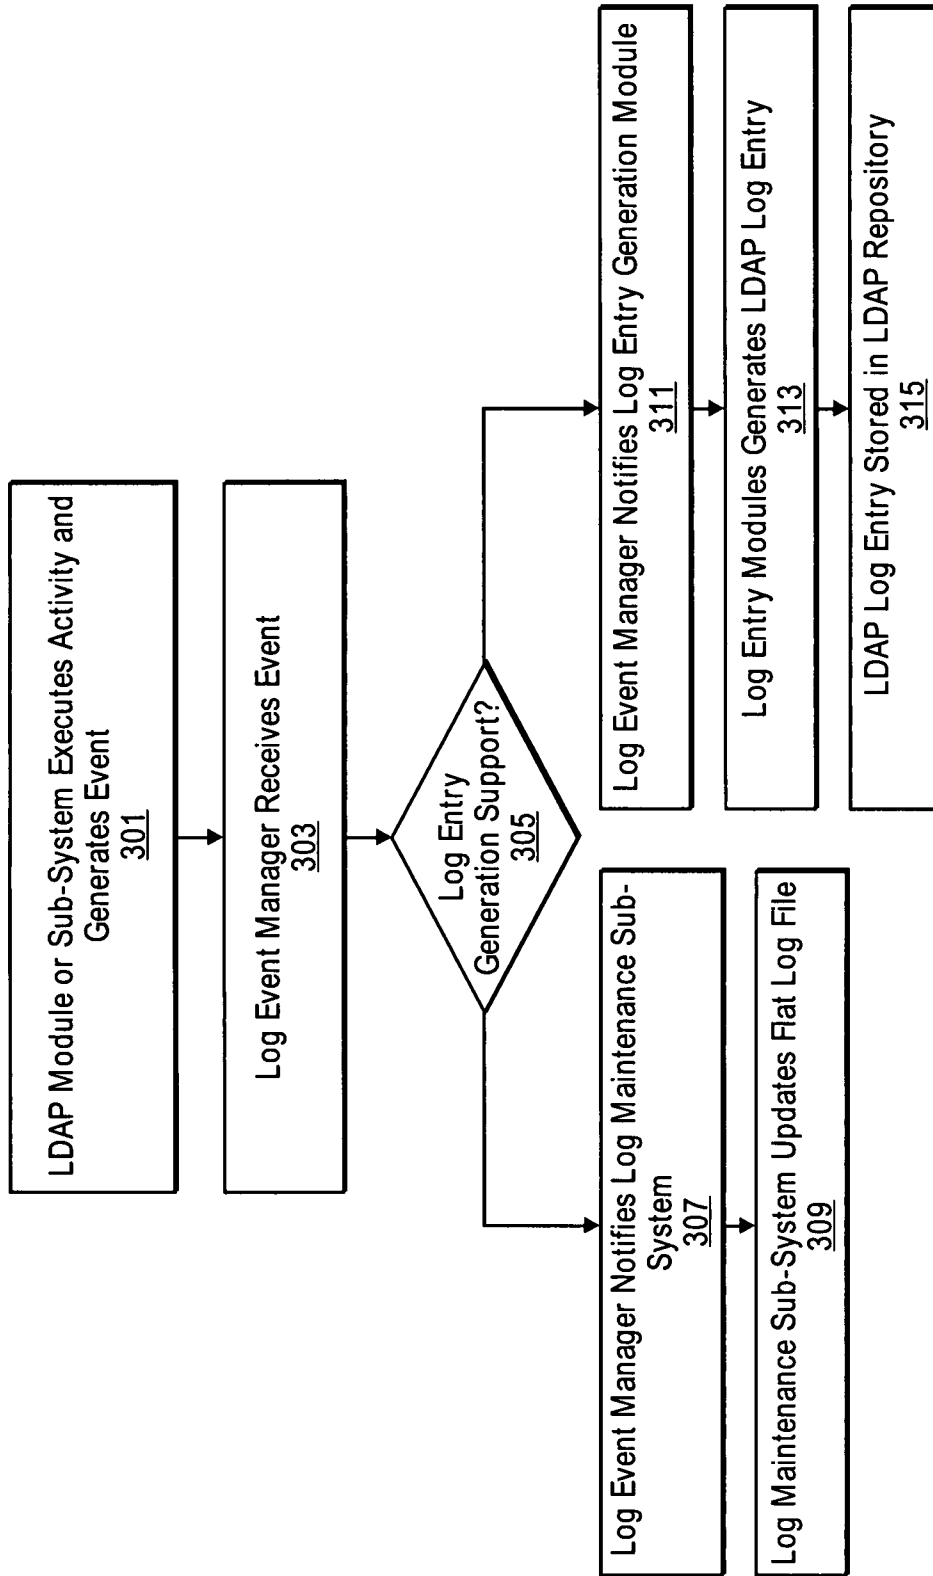 LDAP Module or Sub-System Executes Activity and
Generates Event
301
Log Event Manager Receives Event
303
Log Entry
Generation Support?
305
Log Event Manager Notifies Log Maintenance Sub-
System
307
Log Maintenance Sub-System Updates Flat Log File
309
Log Event Manager Notifies Log Entry Generation Module
311
Log Entry Modules Generates LDAP Log Entry
313
LDAP Log Entry Stored in LDAP Repository
315